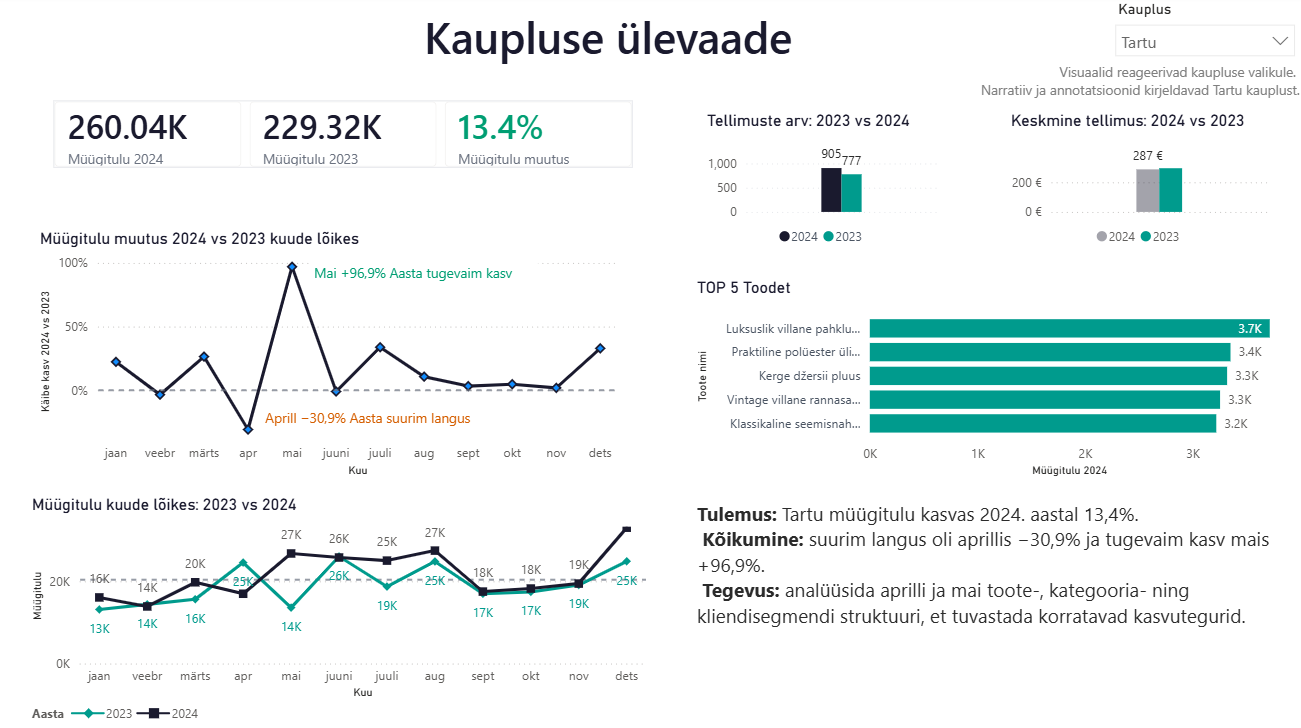 Kaupluse ülevaade
Kauplus
Tartu
Visuaalid reageerivad kaupluse valikule.
Narratiiv ja annotatsioonid kirjeldavad Tartu kauplust.
260.04K
Müügitulu 2024
229.32K
Müügitulu 2023
13.4%
Müügitulu muutus
Tellimuste arv: 2023 vs 2024
1,000
500
0
905
777
2024 2023
Keskmine tellimus: 2024 vs 2023
200 €
0 €
287 €
2024 2023
Müügitulu muutus 2024 vs 2023 kuude lõikes
Käibe kasv 2024 vs 2023
100%
50%
0%
Mai +96,9% Aasta tugevaim kasv
Aprill −30,9% Aasta suurim langus
jaan veebr märts apr mai juuni juuli aug sept okt nov dets
Kuu
TOP 5 Toodet
Toote nimi
Luksuslik villane pahklu... 3.7K
Praktiline polüester üli... 3.4K
Kerge džersii pluus 3.3K
Vintage villane rannasa... 3.3K
Klassikaline seemisnah... 3.2K
0K 1K 2K 3K
Müügitulu 2024
Müügitulu kuude lõikes: 2023 vs 2024
Müügitulu
20K
0K
16K 14K 20K 25K 27K 26K 25K 27K 18K 18K 19K
13K 14K 16K 14K 26K 19K 25K 17K 17K 19K 25K
jaan veebr märts apr mai juuni juuli aug sept okt nov dets
Kuu
Aasta 2023 2024
Tulemus: Tartu müügitulu kasvas 2024. aastal 13,4%.
Kõikumine: suurim langus oli aprillis −30,9% ja tugevaim kasv mais
+96,9%.
Tegevus: analüüsida aprilli ja mai toote-, kategooria- ning
kliendisegmendi struktuuri, et tuvastada korratavad kasvutegurid.